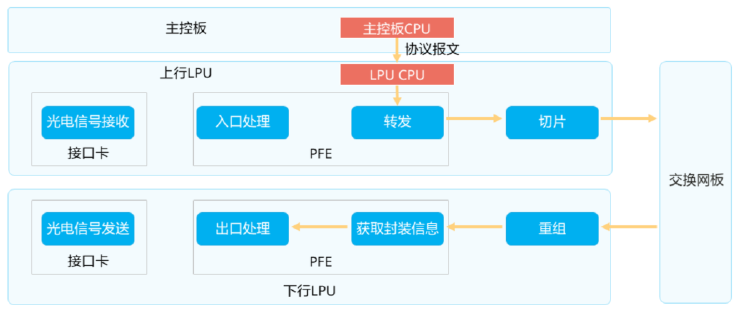 主控板
主控板CPU
协议报文
上行LPU
LPU CPU
光电信号接收
入口处理
转发
切片
接口卡
PFE
交换网板
光电信号发送
出口处理
获取封装信息
重组
接口卡
PFE
下行LPU